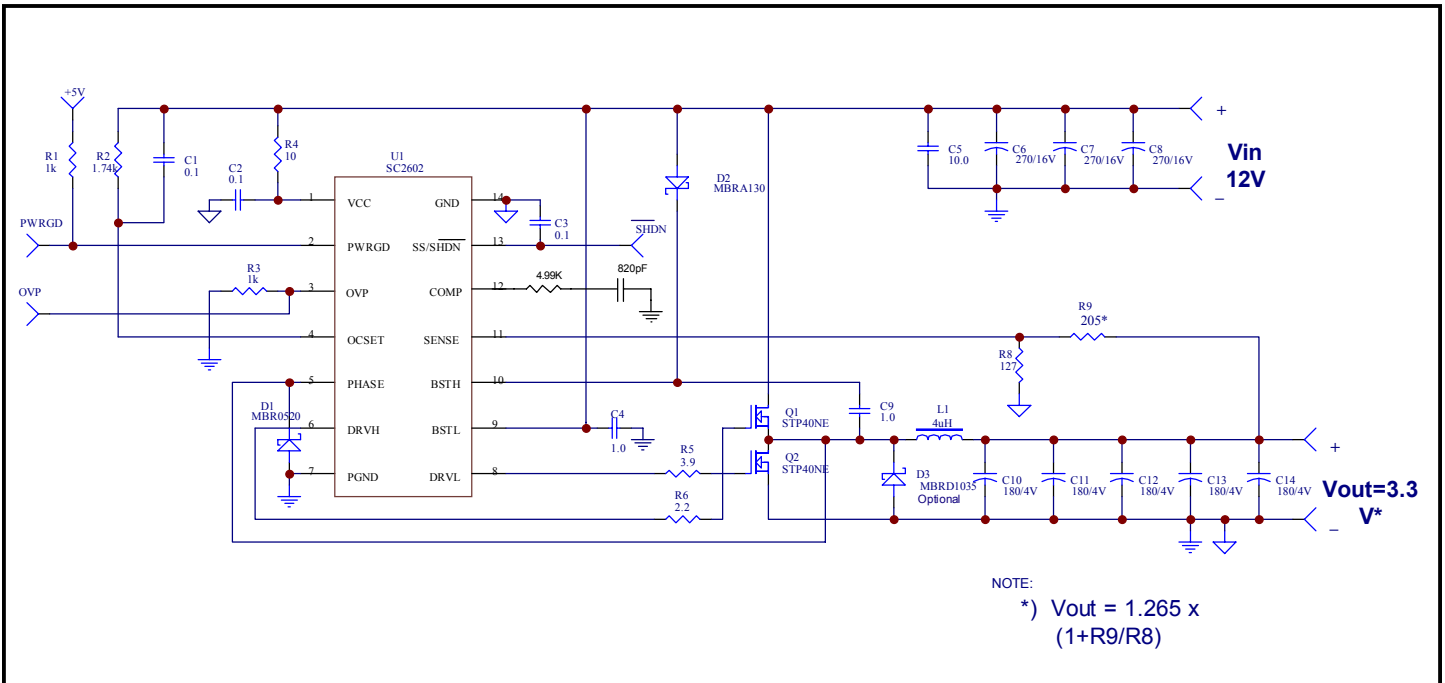 +5V
R1
1k
R2
1.74k
C1
0.1
C2
0.1
R4
10
U1
SC2602
PWRGD
OVP
R3
1k
1
VCC
2
PWRGD
3
OVP
4
OCSET
5
PHASE
6
DRVH
7
PGND
GND
14
SS/SHDN
13
COMP
12
SENSE
11
BSTH
10
BSTL
9
DRVL
8
D1
MBR0520
C3
0.1
SHDN
4.99K
820pF
D2
MBRA130
C4
1.0
R5
3.9
R6
2.2
Q1
STP40NE
Q2
STP40NE
C9
1.0
L1
4uH
D3
MBRD1035
Optional
R8
127
R9
205*
C5
10.0
C6
270/16V
C7
270/16V
C8
270/16V
+
Vin
12V
–
C10
180/4V
C11
180/4V
C12
180/4V
C13
180/4V
C14
180/4V
+
Vout=3.3
V*
–
NOTE:
*) Vout = 1.265 x
(1+R9/R8)